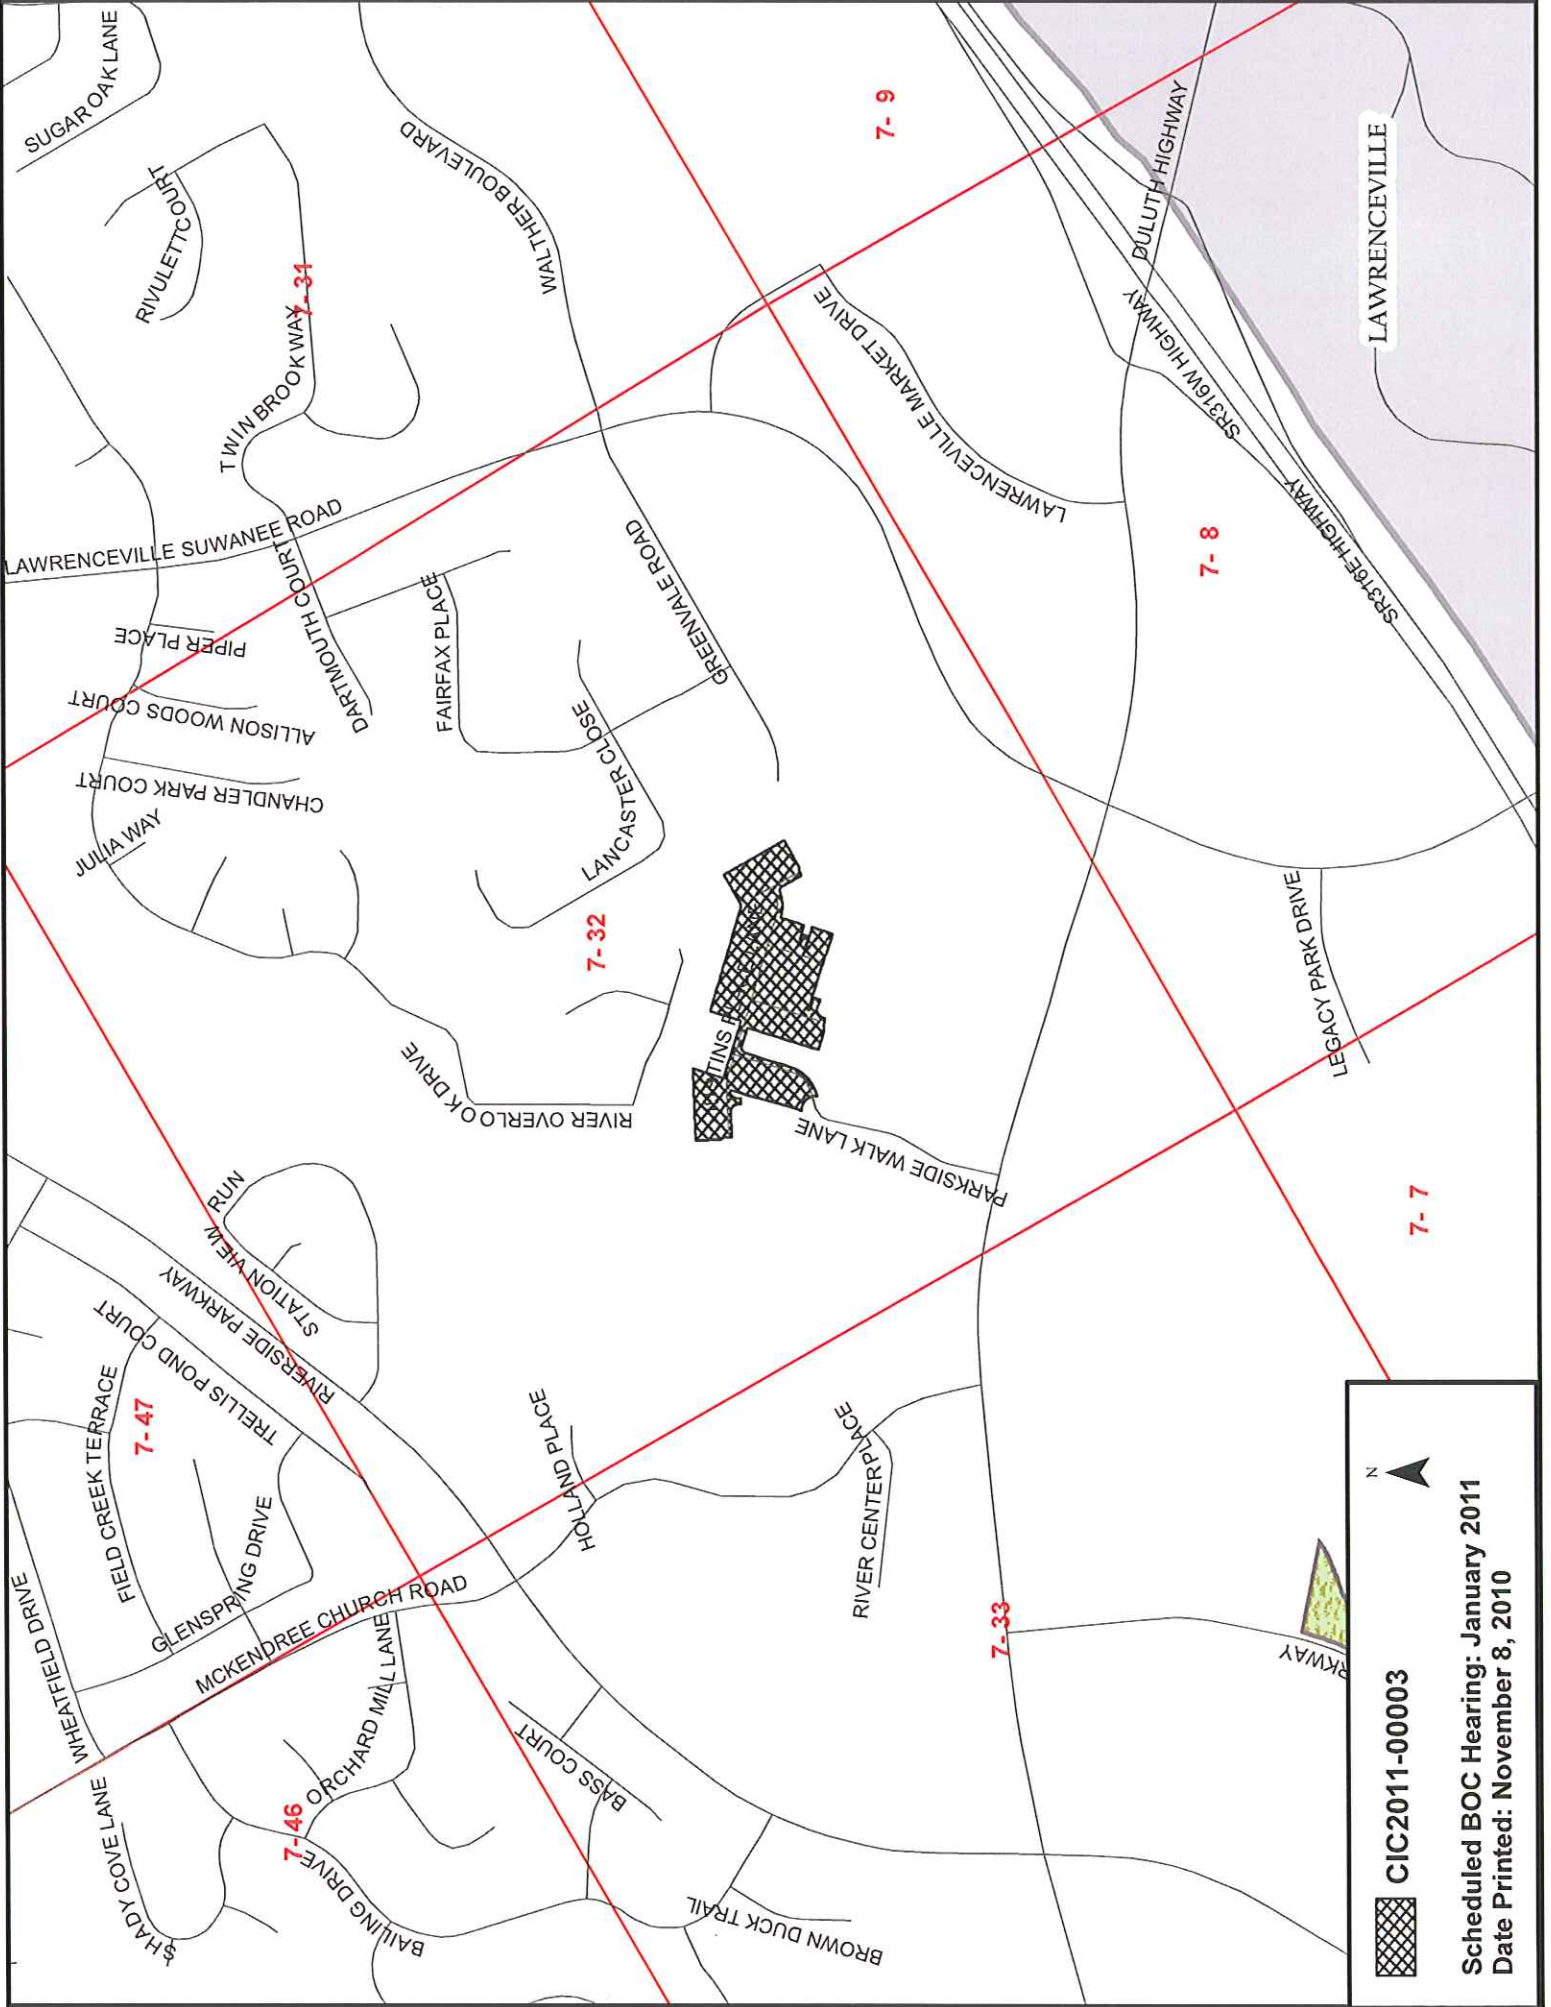 SUGAR OAK LANE
RIVULETT COURT
7- 31
TWIN BROOK WAY
WALTHER BOULEVARD
7- 9
DULUTH HIGHWAY
LAWRENCEVILLE
LAWRENCEVILLE SUWANEE ROAD
DARTMOUTH COURT
PIPER PLACE
ALLISON WOODS COURT
CHANDLER PARK COURT
JULIA WAY
FAIRFAX PLACE
GREENVALE ROAD
LANCASTER CLOSE
LAWRENCEVILLE MARKET DRIVE
SR316W HIGHWAY
SR316E HIGHWAY
7- 8
7- 32
RIVER OVERLOOK DRIVE
PARKSIDE WALK LANE
LEGACY PARK DRIVE
7- 7
STATION VIEW RUN
RIVERSIDE PARKWAY
TRELLIS POND COURT
FIELD CREEK TERRACE
7- 47
GLENSPRING DRIVE
WHEATFIELD DRIVE
MCKENDREE CHURCH ROAD
HOLLAND PLACE
RIVER CENTER PLACE
7- 33
ORCHARD MILL LANE
7- 46
SHADY COVE LANE
BAILING DRIVE
BASS COURT
BROWN DUCK TRAIL
RKWAY
N
CIC2011-00003
Scheduled BOC Hearing: January 2011
Date Printed: November 8, 2010